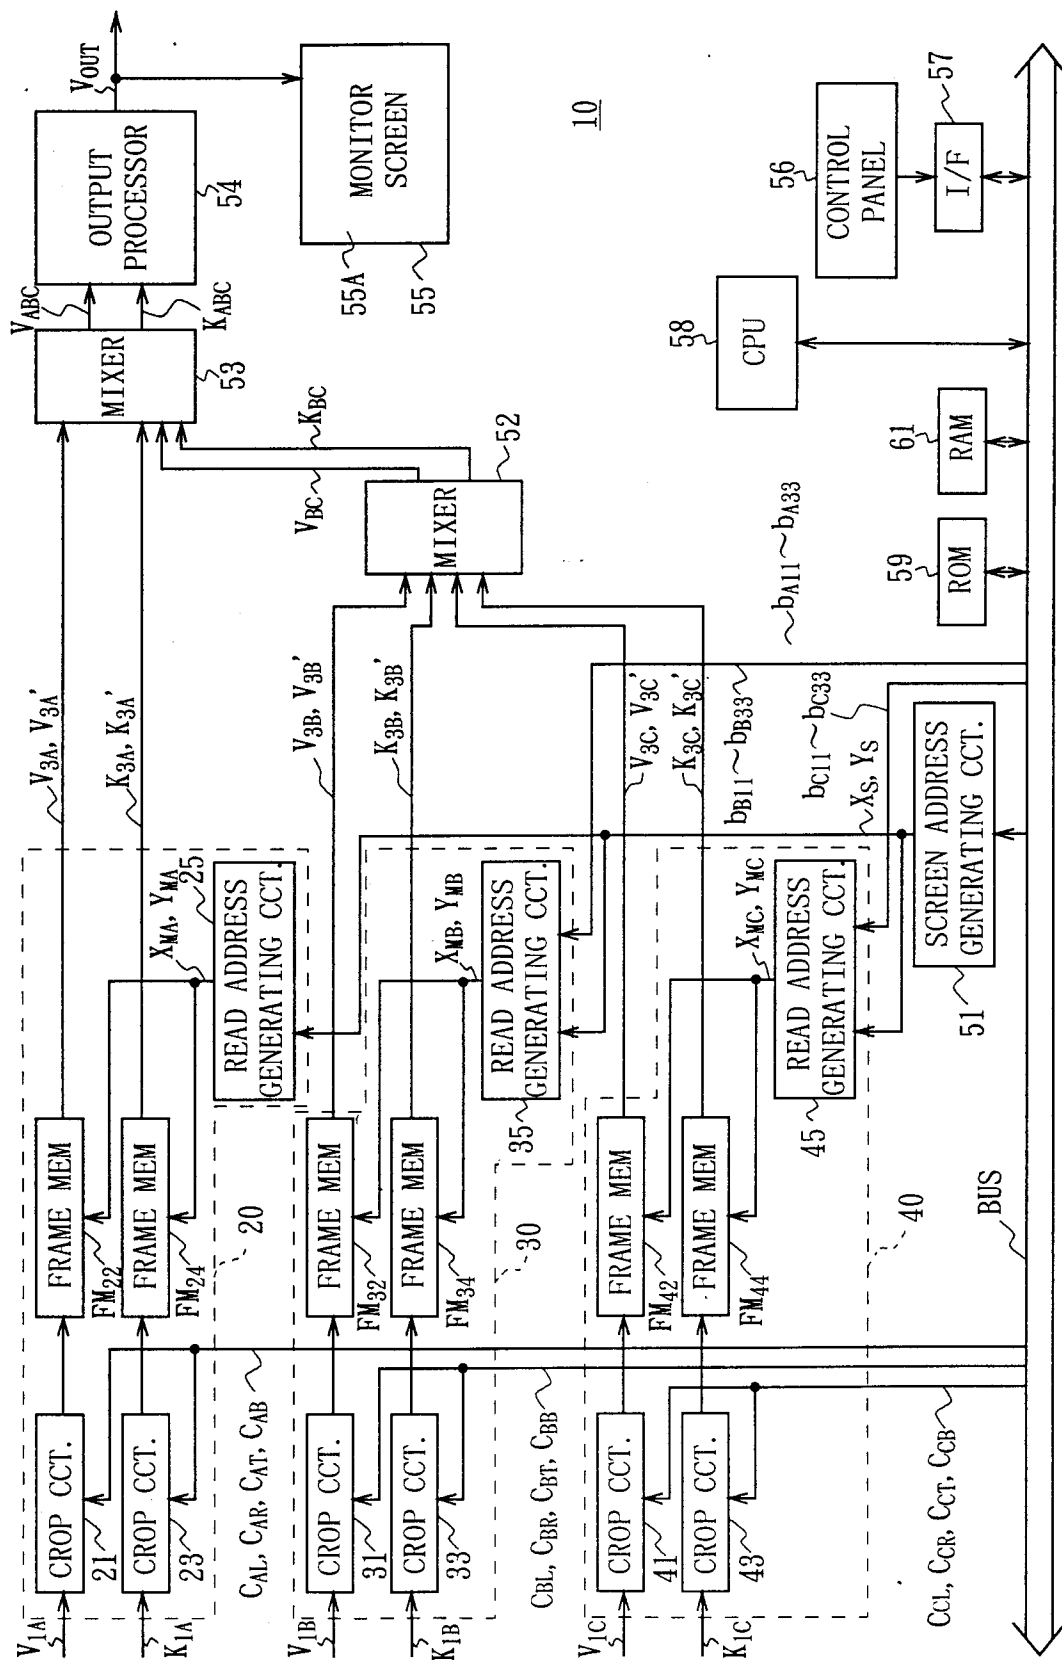 10
V1A
K1A
CROP CCT.
21
CROP CCT.
23
FRAME MEM
FM22
FRAME MEM
FM24
20
CAL, CAR, CAT, CAB
XMA, YMA
25
READ ADDRESS
GENERATING CCT.
V3A, V3A'
K3A, K3A'
MIXER
53
VABC
KABC
OUTPUT
PROCESSOR
54
VOUT
MONITOR
SCREEN
55A
55
V1B
K1B
CROP CCT.
31
CROP CCT.
33
FRAME MEM
FM32
FRAME MEM
FM34
30
CBL, CBR, CBT, CBB
XMB, YMB
READ ADDRESS
GENERATING CCT.
35
V3B, V3B'
K3B, K3B'
VBC
KBC
MIXER
52
V1C
K1C
CROP CCT.
41
CROP CCT.
43
FRAME MEM
FM42
FRAME MEM
FM44
40
CCL, CCR, CCT, CCB
XMC, YMC
READ ADDRESS
GENERATING CCT.
45
V3C, V3C'
K3C, K3C'
bB11~bB33
bC11~bC33
bA11~bA33
XS, YS
SCREEN ADDRESS
GENERATING CCT.
51
BUS
59
ROM
61
RAM
58
CPU
56
CONTROL
PANEL
I/F
57